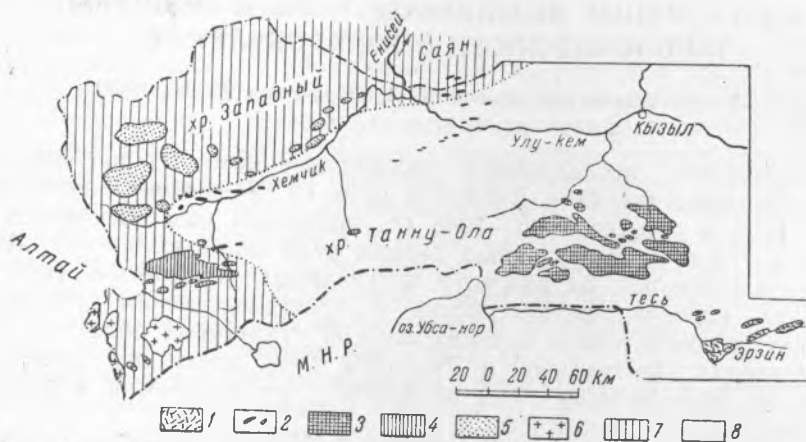 Енисей
Саян
хр. Западный
Кызыл
Улу-кем
Хемчик
хр. Танну-Ола
Алтай
тесь
оз. Убса-нор
Эрзин
М.Н.Р.
20 0 20 40 60 Км
1 2 3 4 5 6 7 8